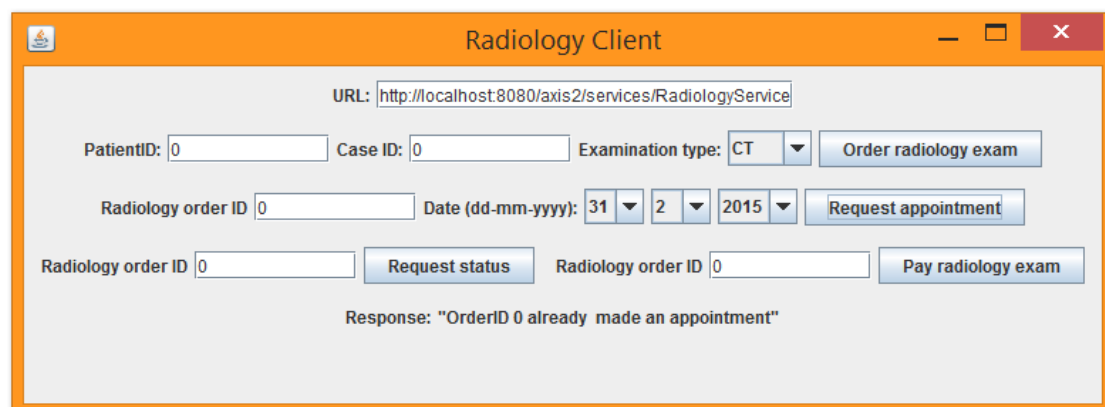 Radiology Client
URL: http://localhost:8080/axis2/services/RadiologyService
PatientID: 0 Case ID: 0 Examination type: CT Order radiology exam
Radiology order ID 0 Date (dd-mm-yyyy): 31 2 2015 Request appointment
Radiology order ID 0 Request status Radiology order ID 0 Pay radiology exam
Response: "OrderID 0 already made an appointment"